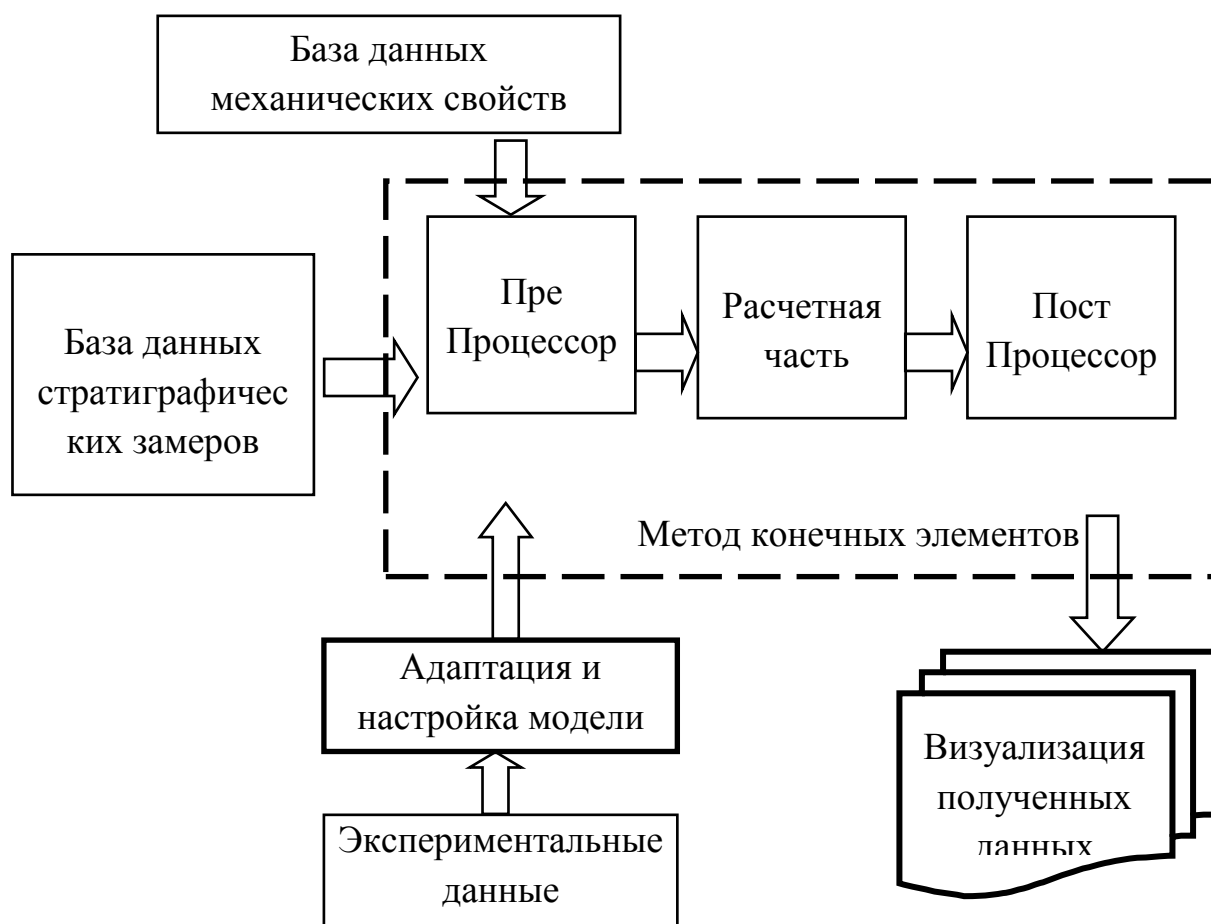 База данных
механических свойств
База данных
стратиграфичес
ких замеров
Пре
Процессор
Расчетная
часть
Пост
Процессор
Метод конечных элементов
Адаптация и
настройка модели
Экспериментальные
данные
Визуализация
полученных
данных